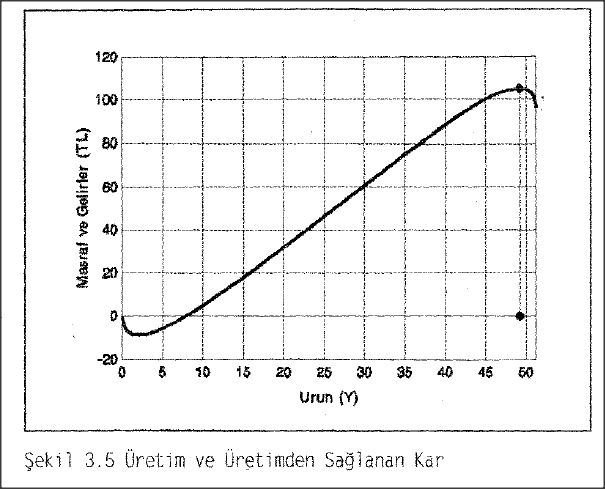 120
100
80
60
40
20
0
-20
Masraf ve Gelirler (TL)
0 5 10 15 20 25 30 35 40 45 50
Urun (Y)
Şekil 3.5 Üretim ve Üretimden Sağlanan Kar